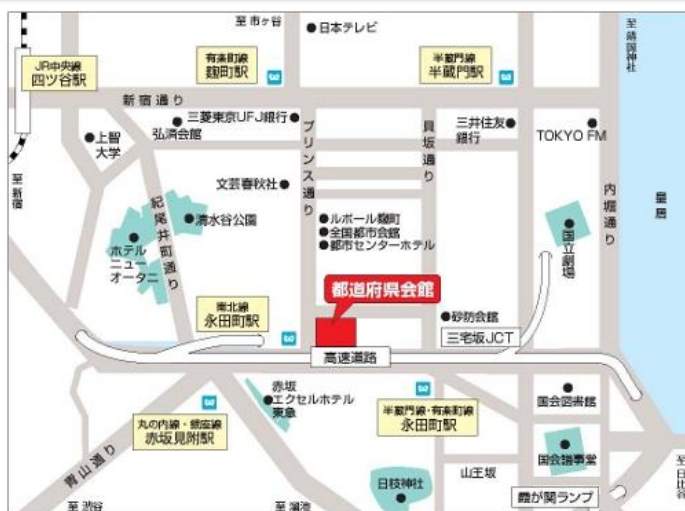 至市ヶ谷
日本テレビ
至靖国神社
JR中央線
四ツ谷駅
有楽町線
麹町駅
半蔵門線
半蔵門駅
新宿通り
三菱東京UFJ銀行
弘済会館
プリンス通り
貝坂通り
三井住友
銀行
TOKYO FM
上智
大学
至新宿
文芸春秋社
内堀通り
皇居
紀尾井町通り
清水谷公園
ルポール麹町
全国都市会館
都市センターホテル
国立劇場
ホテル
ニュー
オータニ
都道府県会館
南北線
永田町駅
砂防会館
三宅坂JCT
高速道路
赤坂
エクセルホテル
東急
半蔵門線・有楽町線
永田町駅
国会図書館
丸の内線・銀座線
赤坂見附駅
青山通り
国会議事堂
山王坂
日枝神社
霞が関ランプ
至日比谷
至渋谷
至溜池